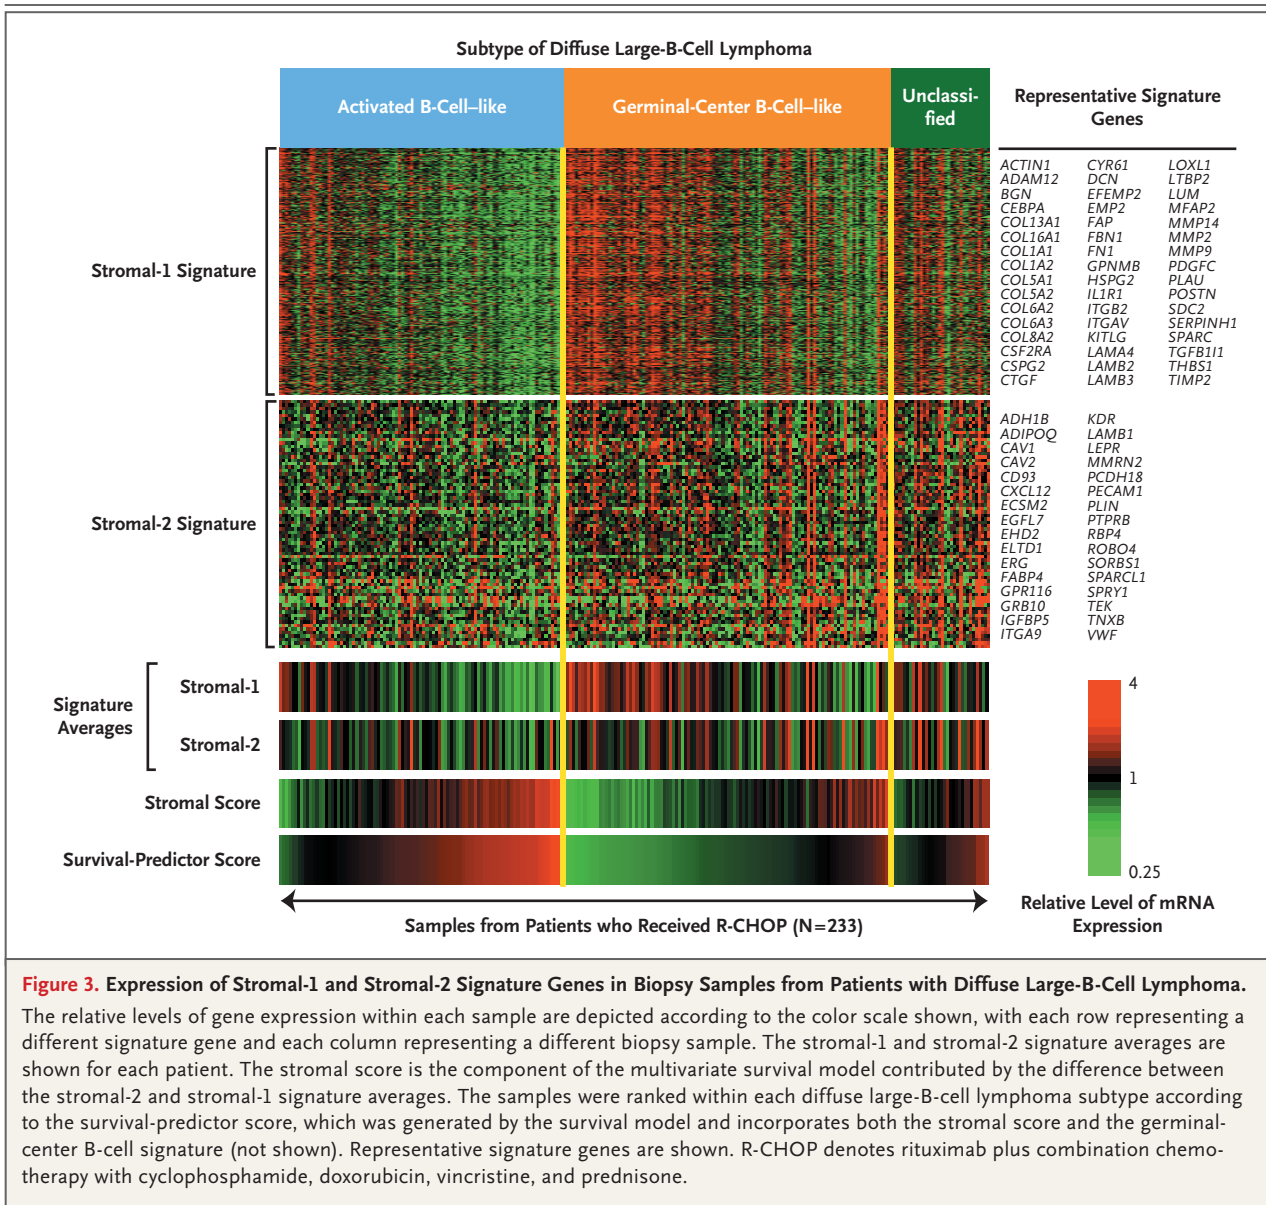 Subtype of Diffuse Large-B-Cell Lymphoma
Activated B-Cell–like
Germinal-Center B-Cell–like
Unclassi-
fied
Representative Signature
Genes
Stromal-1 Signature
ACTIN1 CYR61 LOXL1
ADAM12 DCN LTBP2
BGN EFEMP2 LUM
CEBPA EMP2 MFAP2
COL13A1 FAP MMP14
COL16A1 FBN1 MMP2
COL1A1 FN1 MMP9
COL1A2 GPNMB PDGFC
COL5A1 HSPG2 PLAU
COL5A2 IL1R1 POSTN
COL6A2 ITGB2 SDC2
COL6A3 ITGAV SERPINH1
COL8A2 KITLG SPARC
CSF2RA LAMA4 TGFB1I1
CSPG2 LAMB2 THBS1
CTGF LAMB3 TIMP2
Stromal-2 Signature
ADH1B KDR
ADIPOQ LAMB1
CAV1 LEPR
CAV2 MMRN2
CD93 PCDH18
CXCL12 PECAM1
ECSM2 PLIN
EGFL7 PTPRB
EHD2 RBP4
ELTD1 ROBO4
ERG SORBS1
FABP4 SPARCL1
GPR116 SPRY1
GRB10 TEK
IGFBP5 TNXB
ITGA9 VWF
Signature
Averages
Stromal-1
Stromal-2
Stromal Score
Survival-Predictor Score
4
1
0.25
Relative Level of mRNA
Expression
Samples from Patients who Received R-CHOP (N=233)
Figure 3. Expression of Stromal-1 and Stromal-2 Signature Genes in Biopsy Samples from Patients with Diffuse Large-B-Cell Lymphoma.
The relative levels of gene expression within each sample are depicted according to the color scale shown, with each row representing a
different signature gene and each column representing a different biopsy sample. The stromal-1 and stromal-2 signature averages are
shown for each patient. The stromal score is the component of the multivariate survival model contributed by the difference between
the stromal-2 and stromal-1 signature averages. The samples were ranked within each diffuse large-B-cell lymphoma subtype according
to the survival-predictor score, which was generated by the survival model and incorporates both the stromal score and the germinal-
center B-cell signature (not shown). Representative signature genes are shown. R-CHOP denotes rituximab plus combination chemo-
therapy with cyclophosphamide, doxorubicin, vincristine, and prednisone.